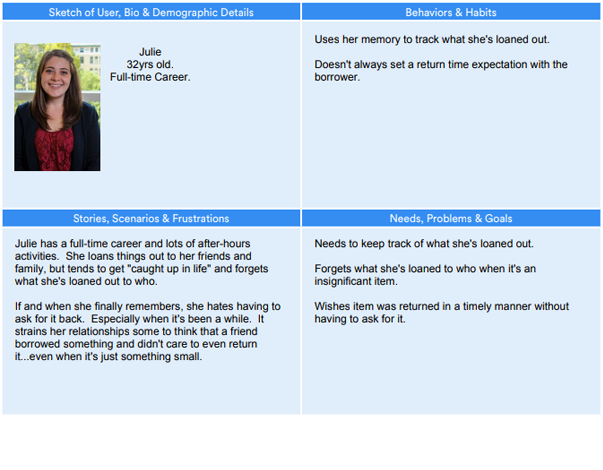 Sketch of User, Bio & Demographic Details
Julie
32yrs old.
Full-time Career.
Behaviors & Habits
Uses her memory to track what she's loaned out.
Doesn't always set a return time expectation with the
borrower.
Stories, Scenarios & Frustrations
Julie has a full-time career and lots of after-hours
activities.  She loans things out to her friends and
family, but tends to get "caught up in life" and forgets
what she's loaned out to who.
If and when she finally remembers, she hates having to
ask for it back.  Especially when it's been a while.  It
strains her relationships some to think that a friend
borrowed something and didn't care to even return
it...even when it's just something small.
Needs, Problems & Goals
Needs to keep track of what she's loaned out.
Forgets what she's loaned to who when it's an
insignificant item.
Wishes item was returned in a timely manner without
having to ask for it.